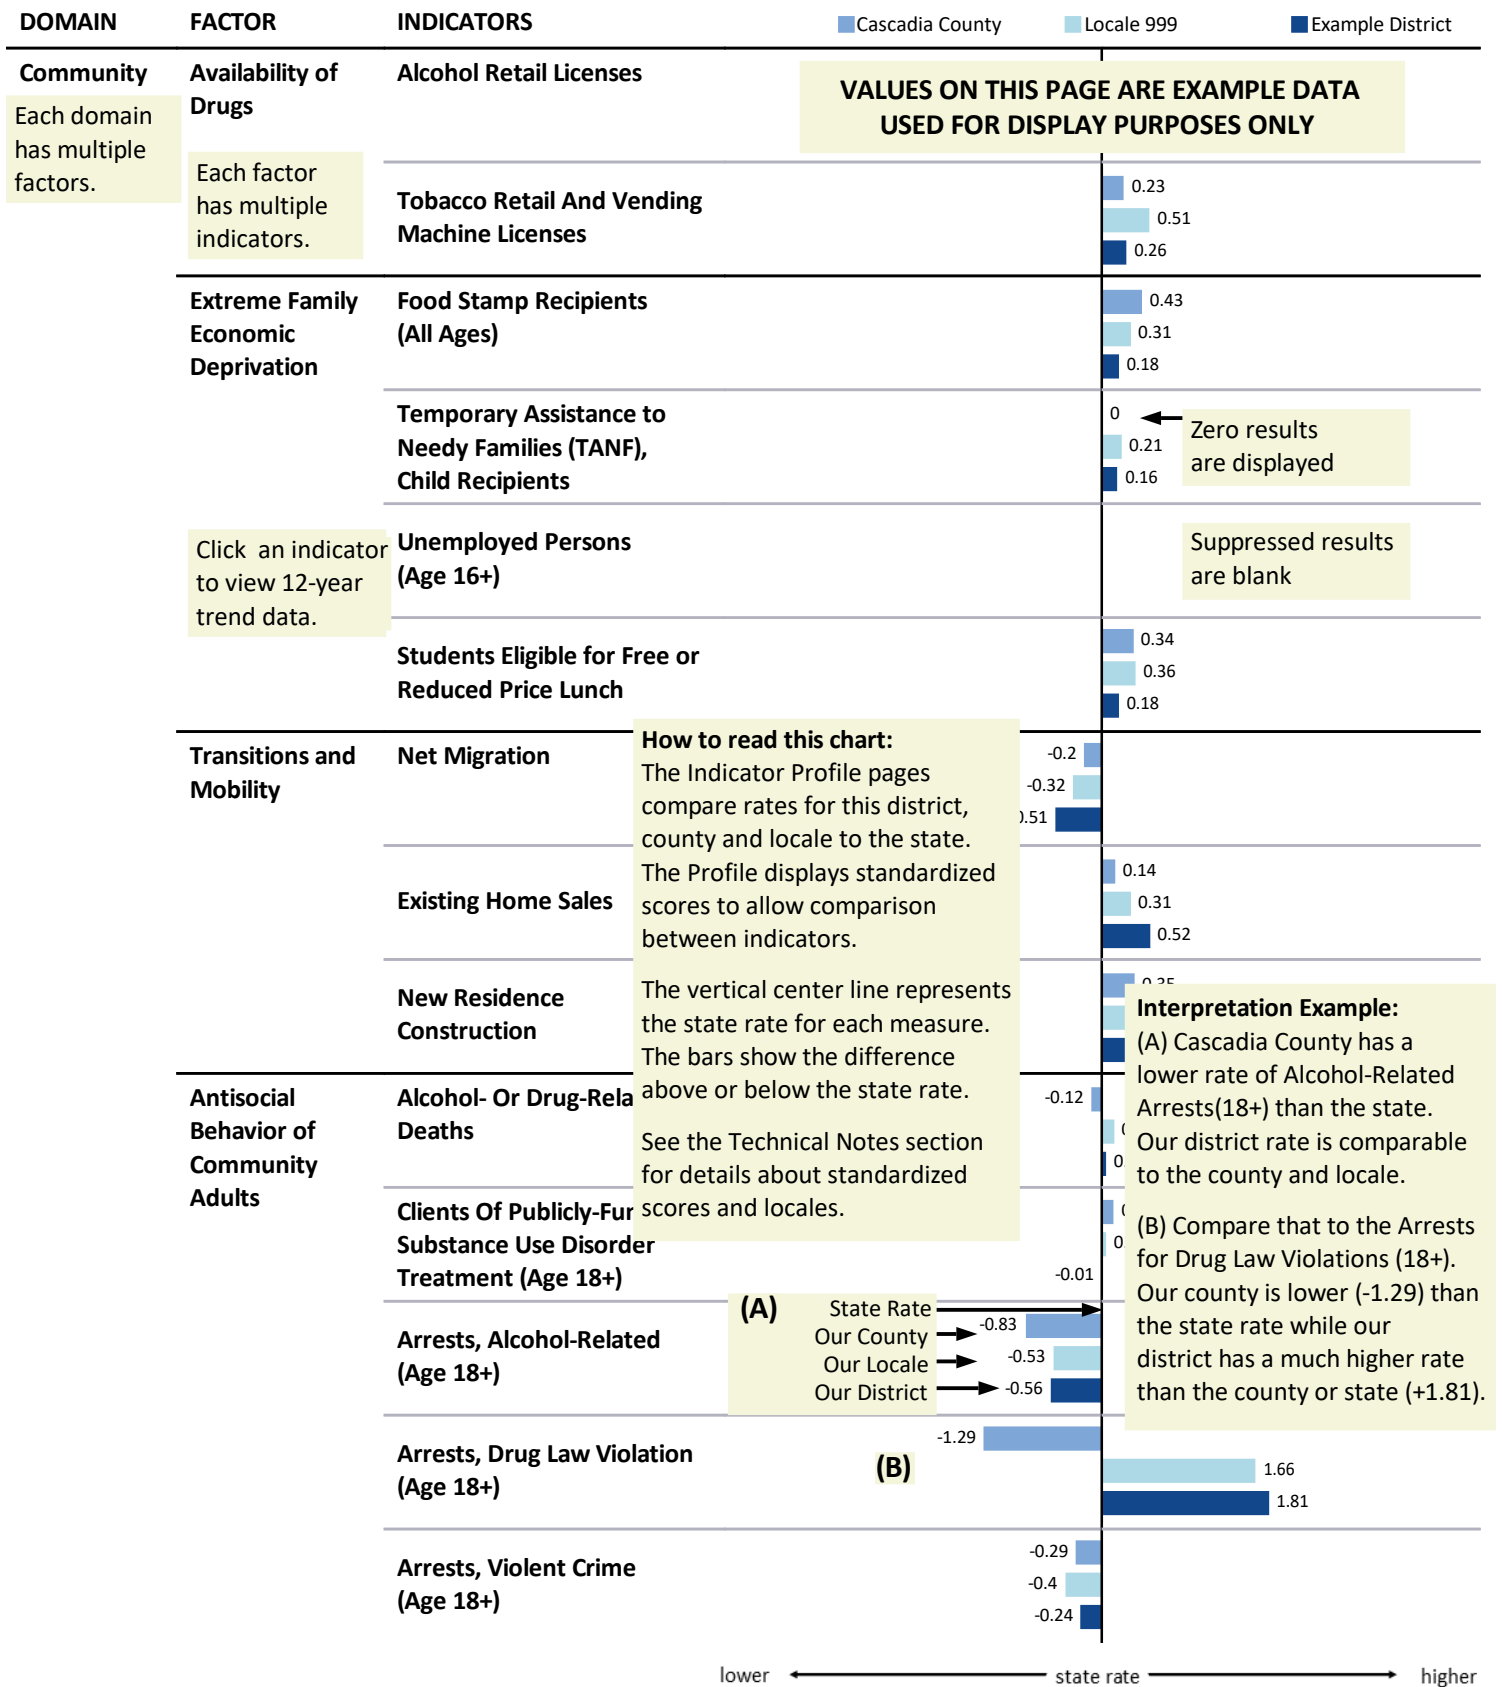 DOMAIN FACTOR INDICATORS Cascadia County Locale 999 Example District
Community
Each domain
has multiple
factors.
Availability of
Drugs
Each factor
has multiple
indicators.
Alcohol Retail Licenses
VALUES ON THIS PAGE ARE EXAMPLE DATA
USED FOR DISPLAY PURPOSES ONLY
Tobacco Retail And Vending
Machine Licenses
0.23
0.51
0.26
Extreme Family
Economic
Deprivation
Food Stamp Recipients
(All Ages)
0.43
0.31
0.18
Temporary Assistance to
Needy Families (TANF),
Child Recipients
0
0.21
0.16
Zero results
are displayed
Click an indicator
to view 12-year
trend data.
Unemployed Persons
(Age 16+)
Suppressed results
are blank
Students Eligible for Free or
Reduced Price Lunch
0.34
0.36
0.18
Transitions and
Mobility
Net Migration
-0.2
-0.32
.51
How to read this chart:
The Indicator Profile pages
compare rates for this district,
county and locale to the state.
The Profile displays standardized
scores to allow comparison
between indicators.
The vertical center line represents
the state rate for each measure.
The bars show the difference
above or below the state rate.
See the Technical Notes section
for details about standardized
scores and locales.
Existing Home Sales
0.14
0.31
0.52
New Residence
Construction
Interpretation Example:
(A) Cascadia County has a
lower rate of Alcohol-Related
Arrests(18+) than the state.
Our district rate is comparable
to the county and locale.
(B) Compare that to the Arrests
for Drug Law Violations (18+).
Our county is lower (-1.29) than
the state rate while our
district has a much higher rate
than the county or state (+1.81).
Antisocial
Behavior of
Community
Adults
Alcohol- Or Drug-Rela
Deaths
-0.12
0.
Clients Of Publicly-Fu
Substance Use Disorder
Treatment (Age 18+)
0.
-0.01
Arrests, Alcohol-Related
(Age 18+)
(A)
State Rate
Our County
Our Locale
Our District
-0.83
-0.53
-0.56
Arrests, Drug Law Violation
(Age 18+)
(B)
-1.29
1.66
1.81
Arrests, Violent Crime
(Age 18+)
-0.29
-0.4
-0.24
lower state rate higher